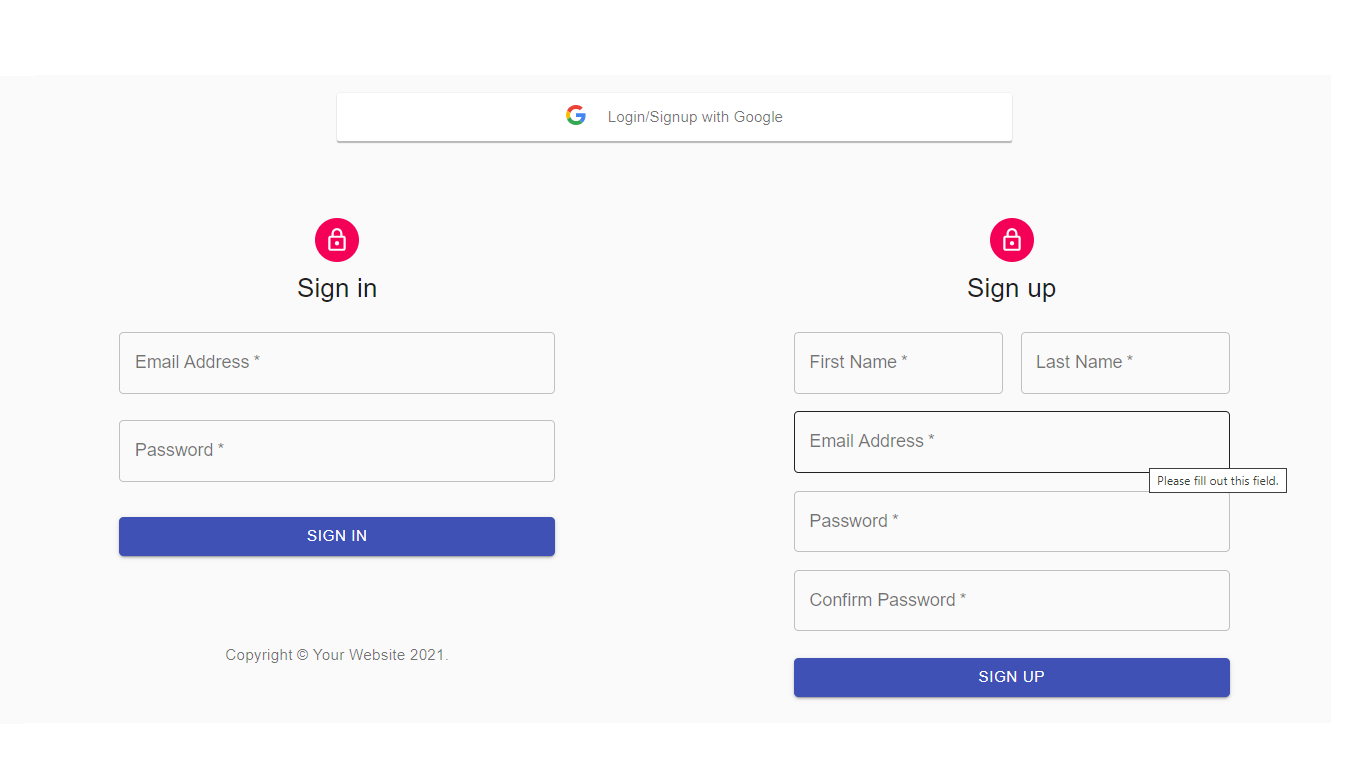 Login/Signup with Google
Sign in
Email Address *
Password *
SIGN IN
Copyright © Your Website 2021.
Sign up
First Name *
Last Name *
Email Address *
Please fill out this field.
Password *
Confirm Password *
SIGN UP